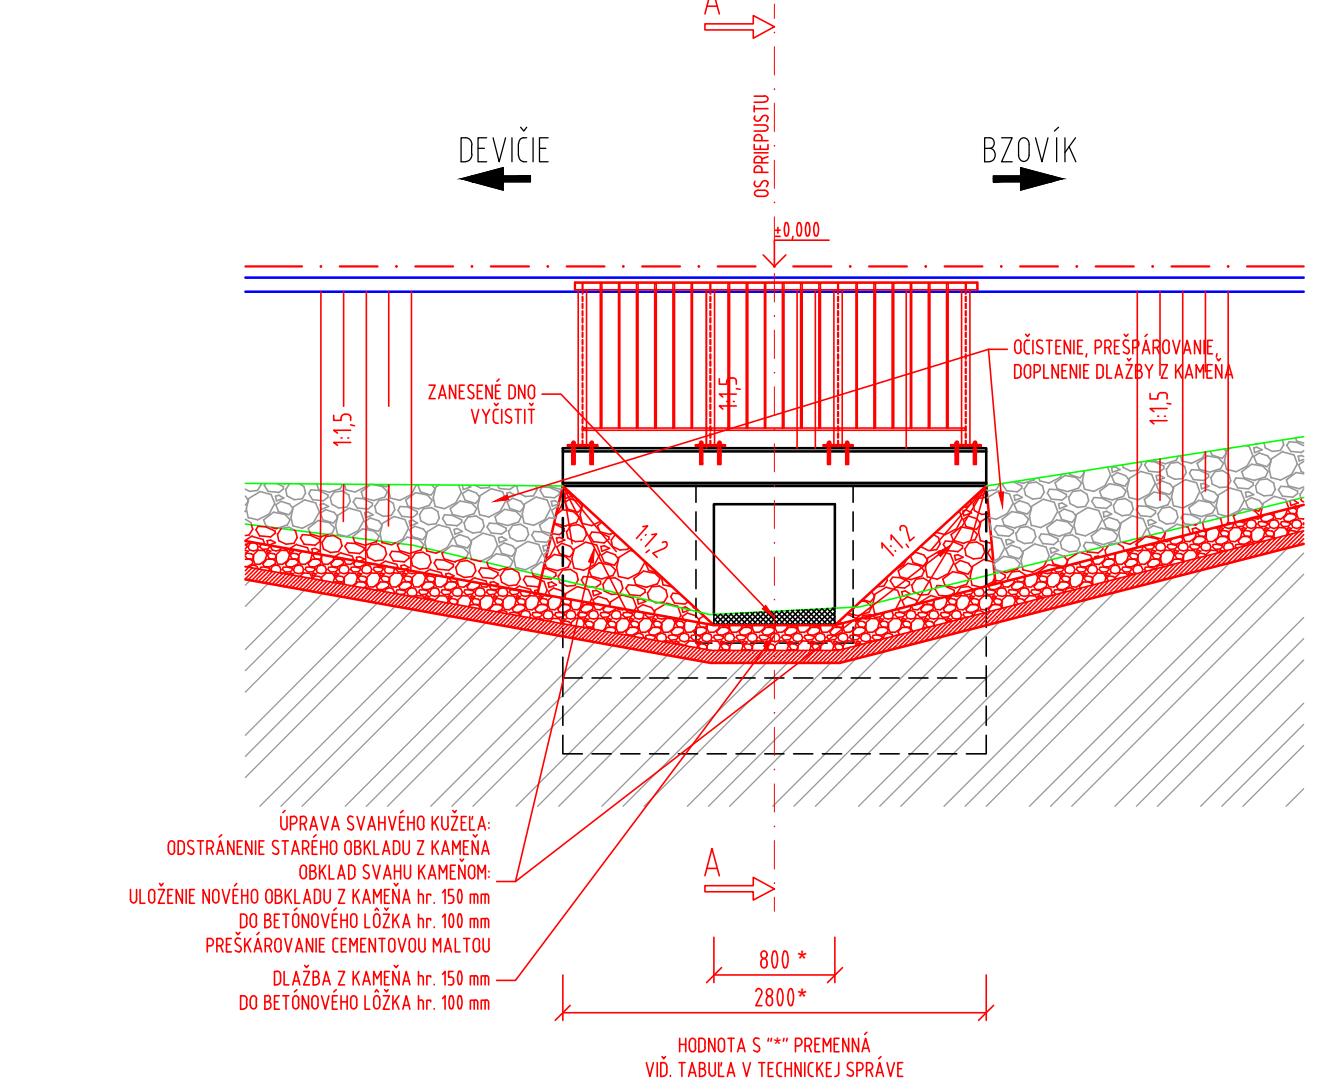 A
OS PRIEPUSTU
DEVIČIE
BZOVÍK
±0,000
OČISTENIE, PREŠPÁROVANIE,
DOPLNENIE DLAŽBY Z KAMEŇA
ZANESENÉ DNO
VYČISTIŤ
1:1,5
1:1,5
1:1,5
1:1,2
1:1,2
ÚPRAVA SVAHVÉHO KUŽEĽA:
ODSTRÁNENIE STARÉHO OBKLADU Z KAMEŇA
OBKLAD SVAHU KAMEŇOM:
ULOŽENIE NOVÉHO OBKLADU Z KAMEŇA hr. 150 mm
DO BETÓNOVÉHO LÔŽKA hr. 100 mm
PREŠKÁROVANIE CEMENTOVOU MALTOU
DLAŽBA Z KAMEŇA hr. 150 mm
DO BETÓNOVÉHO LÔŽKA hr. 100 mm
A
800 *
2800*
HODNOTA S "*" PREMENNÁ
VIĎ. TABUĽA V TECHNICKEJ SPRÁVE